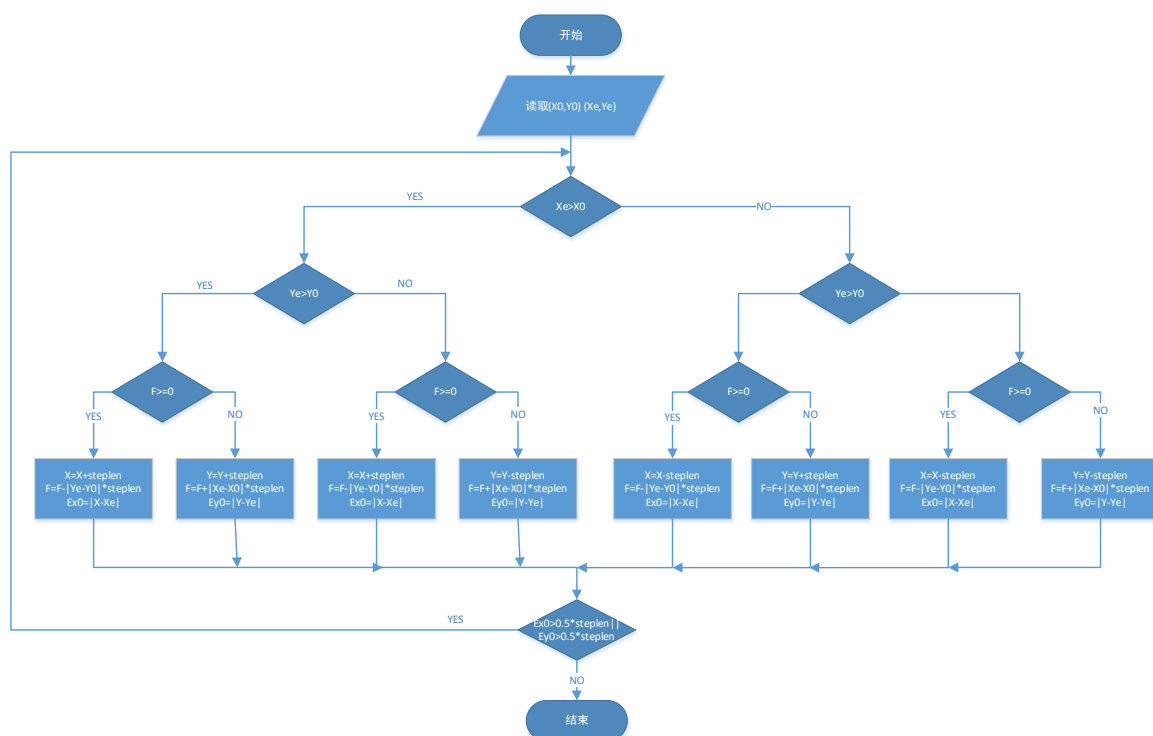 开始
读取(X0,Y0) (Xe,Ye)
YES
Xe>X0
NO
YES
Ye>Y0
NO
Ye>Y0
F>=0
F>=0
F>=0
F>=0
YES
NO
YES
NO
YES
NO
YES
NO
X=X+steplen
F=F-|Ye-Y0|*steplen
Ex0=|X-Xe|
Y=Y+steplen
F=F+|Xe-X0|*steplen
Ey0=|Y-Ye|
X=X+steplen
F=F-|Ye-Y0|*steplen
Ex0=|X-Xe|
Y=Y-steplen
F=F+|Xe-X0|*steplen
Ey0=|Y-Ye|
X=X-steplen
F=F-|Ye-Y0|*steplen
Ex0=|X-Xe|
Y=Y+steplen
F=F+|Xe-X0|*steplen
Ey0=|Y-Ye|
X=X-steplen
F=F-|Ye-Y0|*steplen
Ex0=|X-Xe|
Y=Y-steplen
F=F+|Xe-X0|*steplen
Ey0=|Y-Ye|
YES
Ex0>0.5*steplen||
Ey0>0.5*steplen
NO
结束